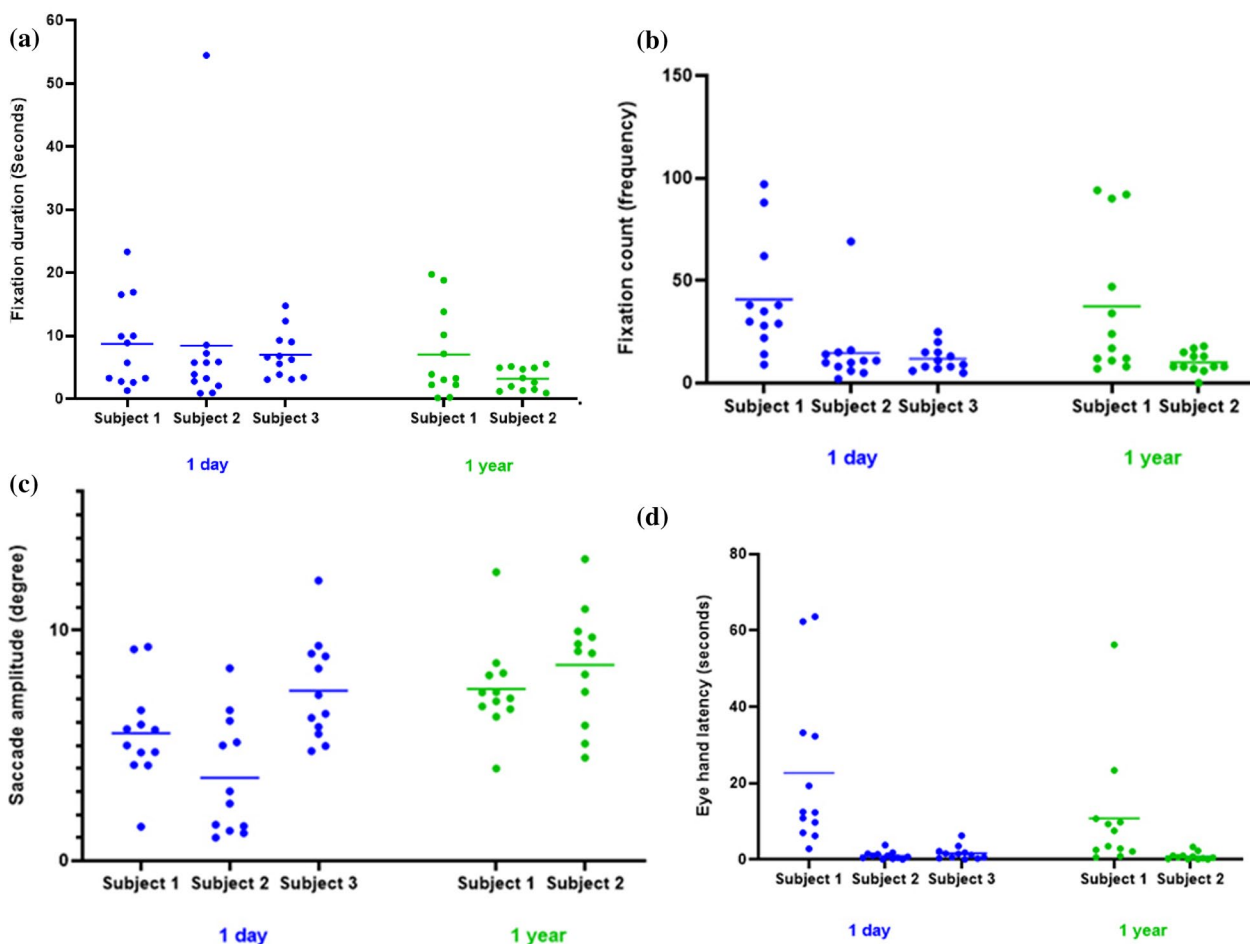 (a)
Fixation duration (Seconds)
60
50
40
30
20
10
0
Subject 1 Subject 2 Subject 3 Subject 1 Subject 2
1 day 1 year
(b)
Fixation count (frequency)
150
100
50
0
Subject 1 Subject 2 Subject 3 Subject 1 Subject 2
1 day 1 year
(c)
Saccade amplitude (degree)
10
0
Subject 1 Subject 2 Subject 3 Subject 1 Subject 2
1 day 1 year
(d)
Eye hand latency (seconds)
80
60
40
20
0
Subject 1 Subject 2 Subject 3 Subject 1 Subject 2
1 day 1 year